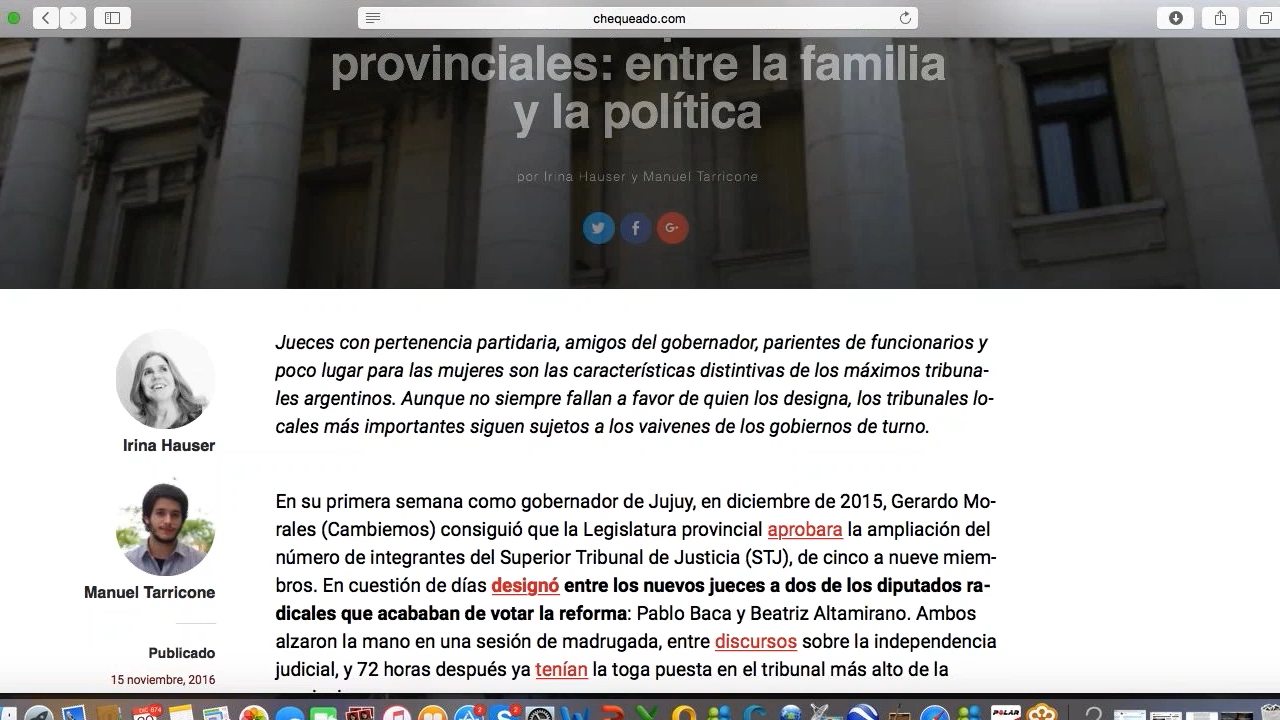 chequeado.com
provinciales: entre la familia
y la política
por Irina Hauser y Manuel Tarricone
Irina Hauser
Manuel Tarricone
Publicado
15 noviembre, 2016
Jueces con pertenencia partidaria, amigos del gobernador, parientes de funcionarios y
poco lugar para las mujeres son las características distintivas de los máximos tribuna-
les argentinos. Aunque no siempre fallan a favor de quien los designa, los tribunales lo-
cales más importantes siguen sujetos a los vaivenes de los gobiernos de turno.
En su primera semana como gobernador de Jujuy, en diciembre de 2015, Gerardo Mo-
rales (Cambiemos) consiguió que la Legislatura provincial aprobara la ampliación del
número de integrantes del Superior Tribunal de Justicia (STJ), de cinco a nueve miem-
bros. En cuestión de días designó entre los nuevos jueces a dos de los diputados ra-
dicales que acababan de votar la reforma: Pablo Baca y Beatriz Altamirano. Ambos
alzaron la mano en una sesión de madrugada, entre discursos sobre la independencia
judicial, y 72 horas después ya tenían la toga puesta en el tribunal más alto de la
POLAR